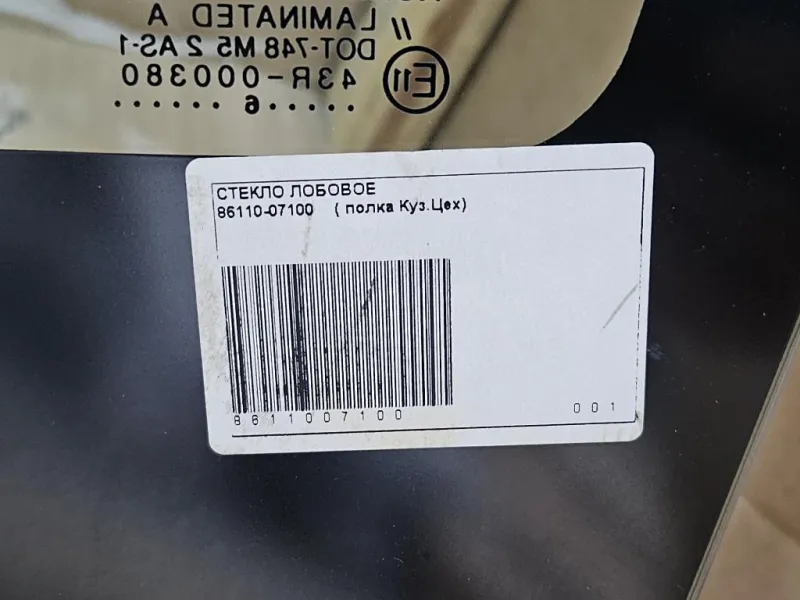 LAMINATED A //
DOT-748 M5 2 AS-1
43R-000380 E11
.....6......
СТЕКЛО ЛОБОВОЕ
86110-07100 ( полка Куз.Цех)
8611007100
001